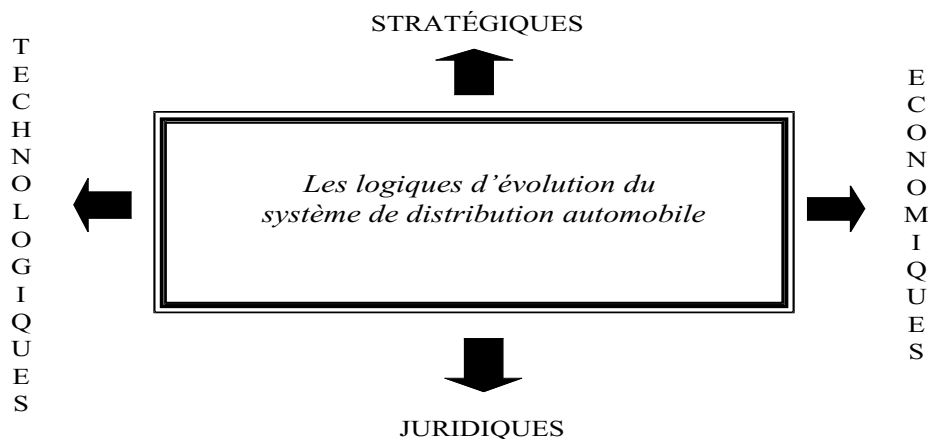 STRATÉGIQUES
TECHNOLOGIQUES
Les logiques d’évolution du
système de distribution automobile
ECONOMIQUES
JURIDIQUES